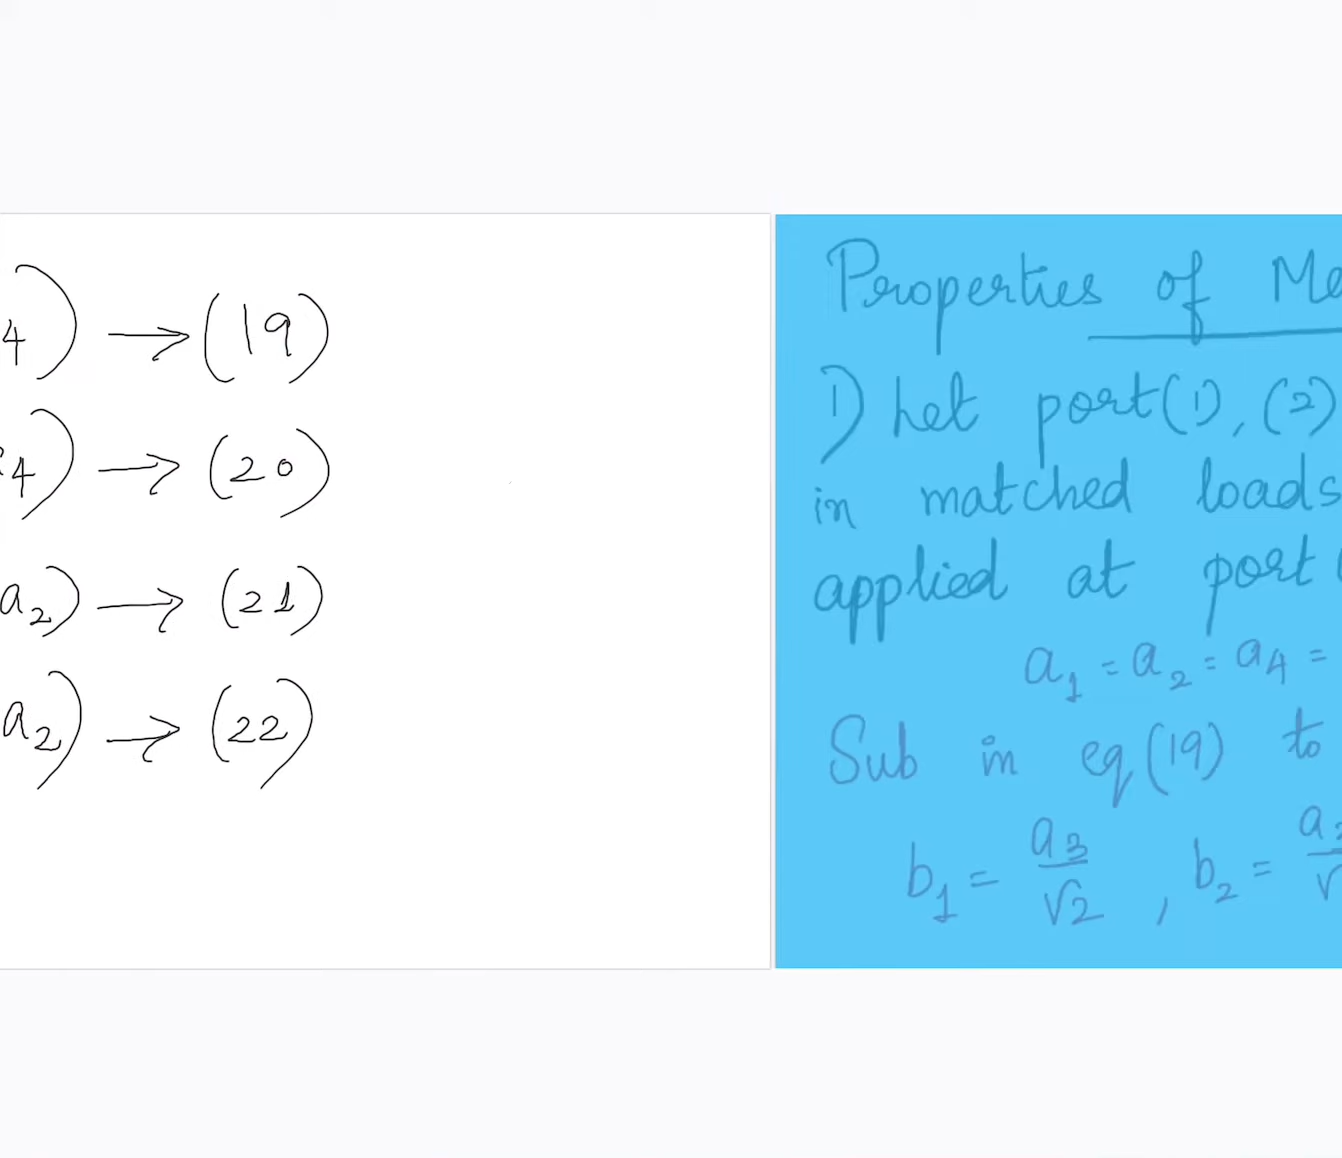 4) → (19)
4) → (20)
a₂) → (21)
a₂) → (22)
Properties of Ma
1) Let port(1), (2)
in matched loads
applied at port (
a₁ = a₂ = a₄ =
Sub in eq (19) to
b₁ = a₃/√2 , b₂ = a